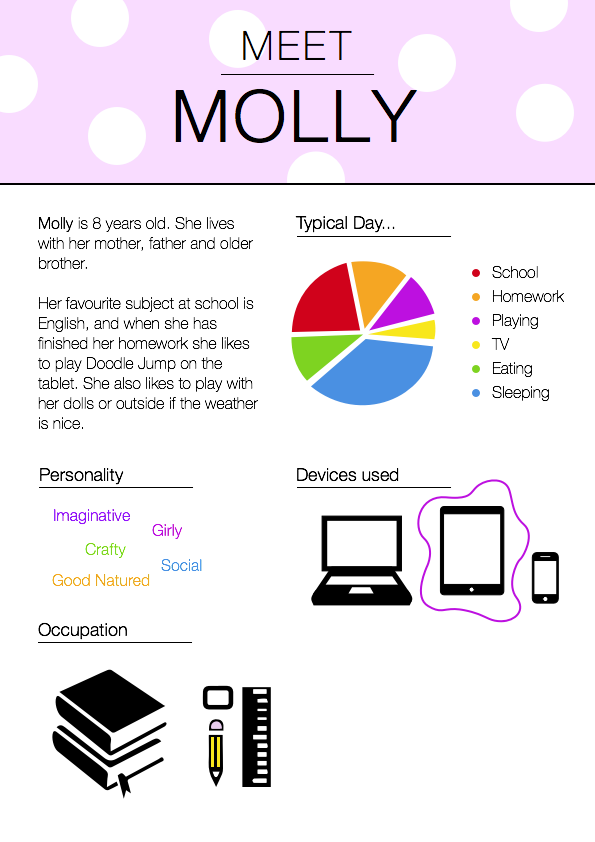 MEET
MOLLY
Molly is 8 years old. She lives
with her mother, father and older
brother.
Her favourite subject at school is
English, and when she has
finished her homework she likes
to play Doodle Jump on the
tablet. She also likes to play with
her dolls or outside if the weather
is nice.
Typical Day...
School
Homework
Playing
TV
Eating
Sleeping
Personality
Imaginative
Girly
Crafty
Social
Good Natured
Devices used
Occupation